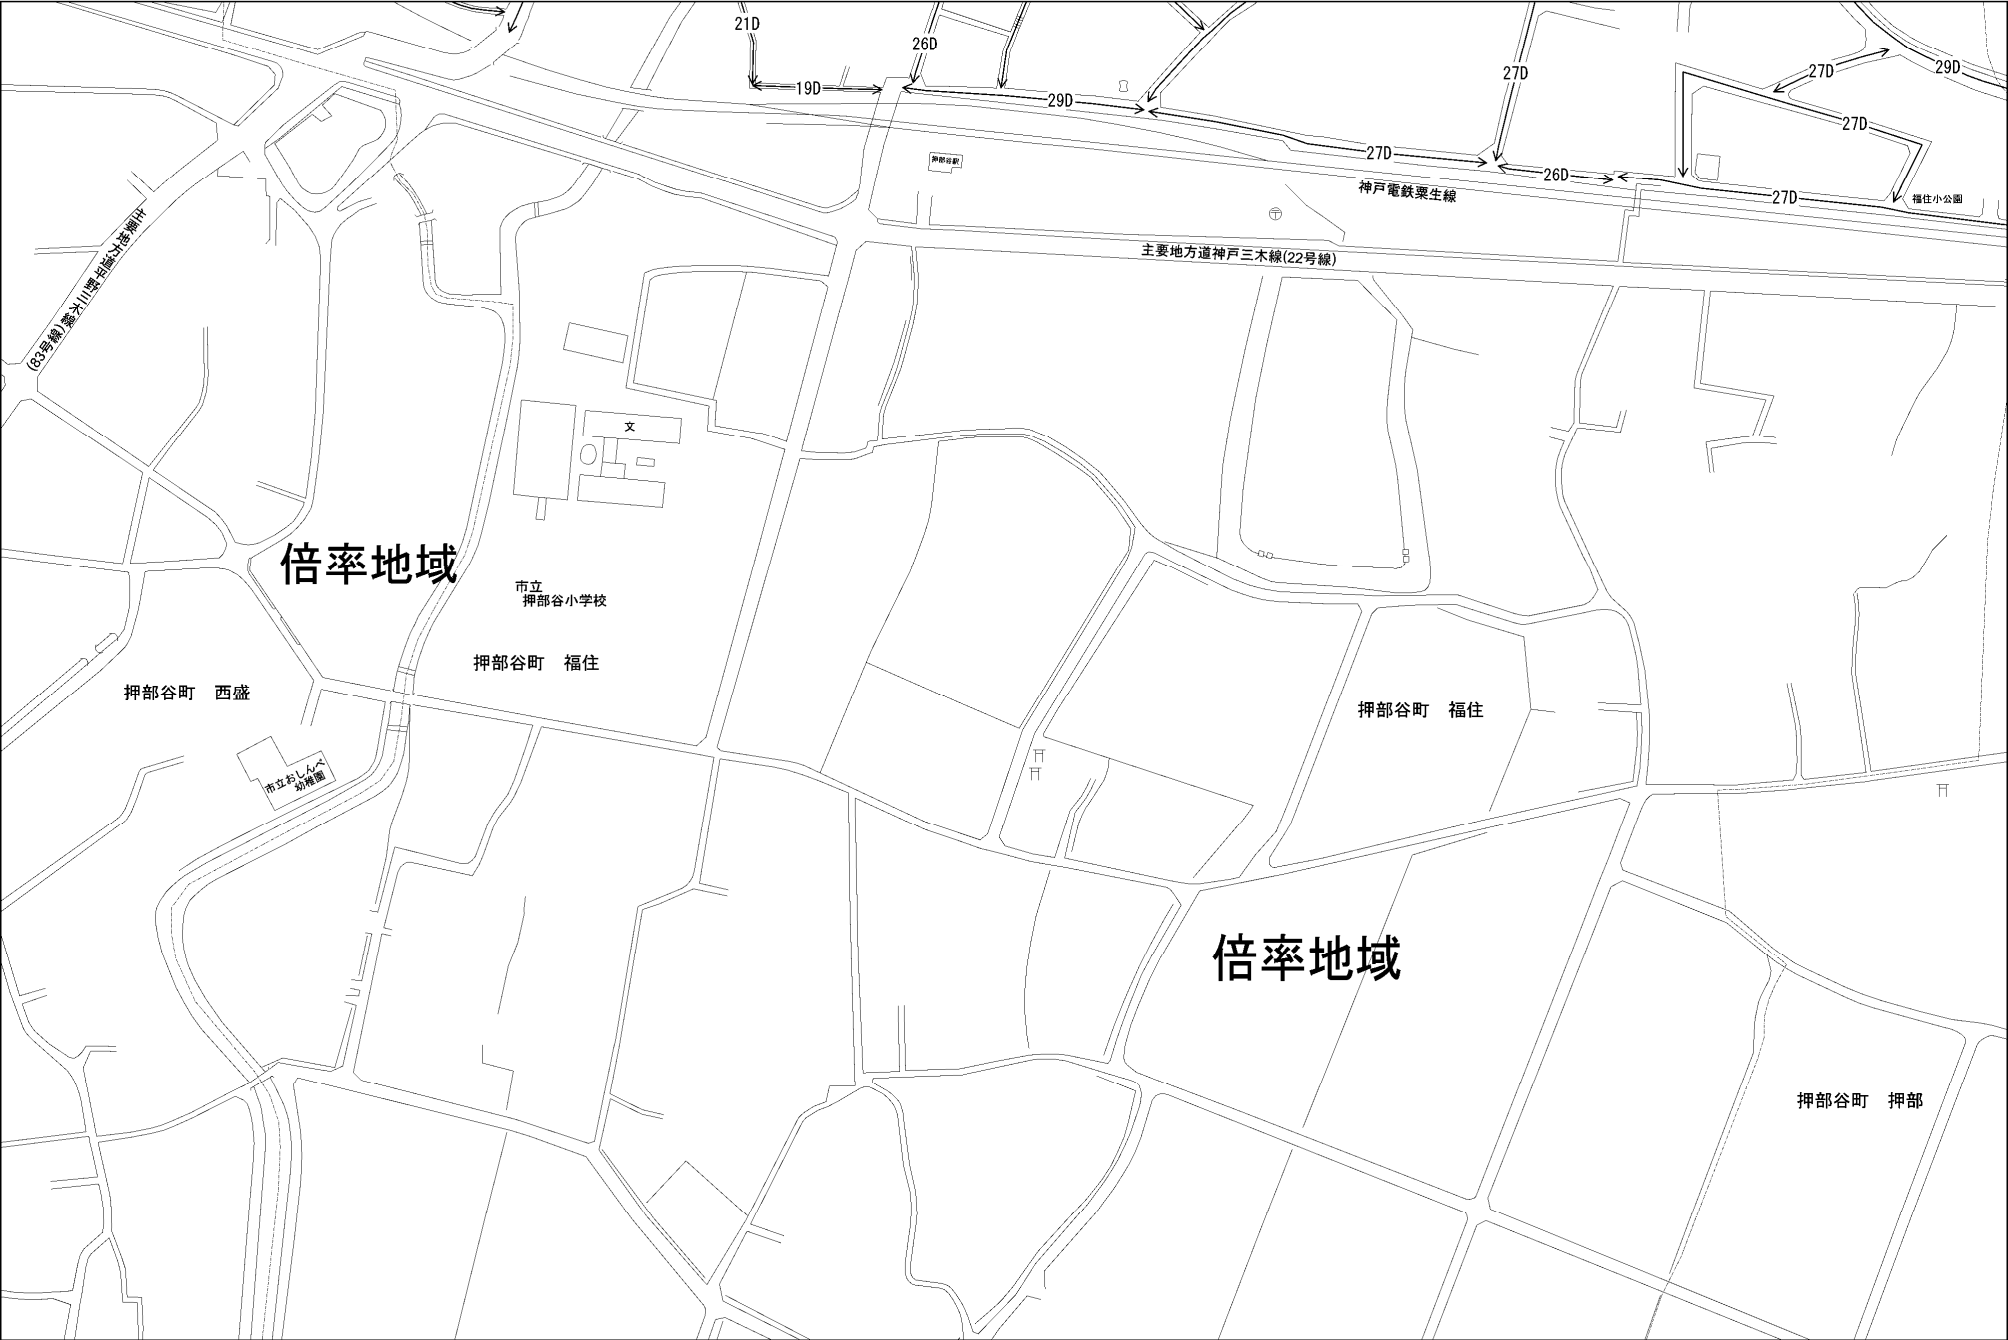 21D
26D
19D
29D
27D
27D
29D
27D
27D
26D
27D
押部谷駅
神戸電鉄粟生線
福住小公園
主要地方道神戸三木線(22号線)
主要地方道平野三木線
(83号線)
文
倍率地域
市立
押部谷小学校
押部谷町 福住
押部谷町 西盛
押部谷町 福住
市立おしんべ
幼稚園
倍率地域
押部谷町 押部